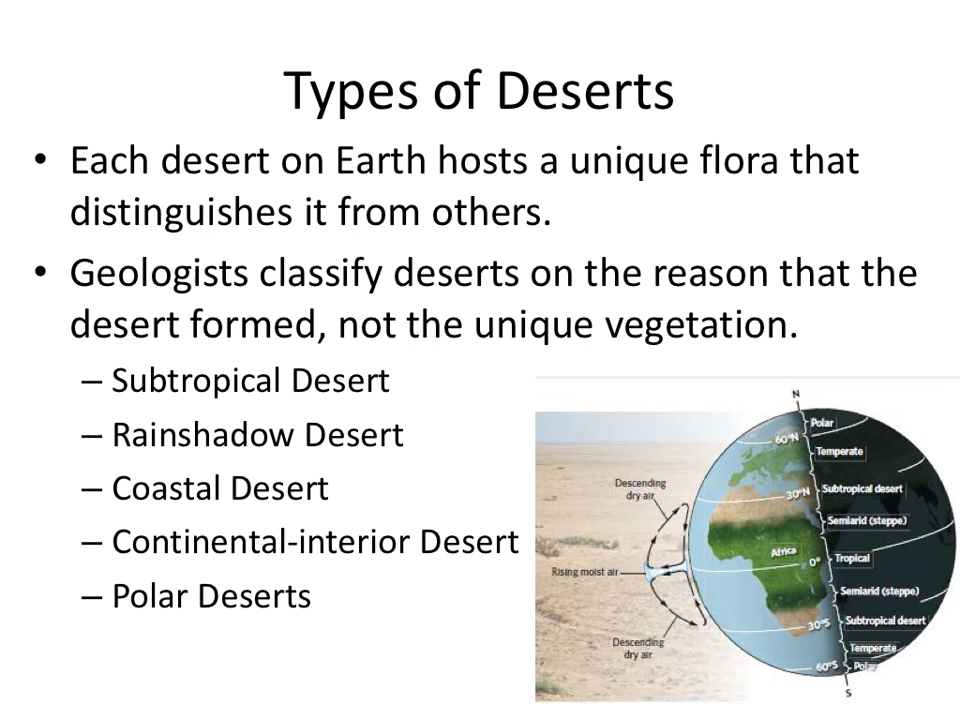 Types of Deserts
• Each desert on Earth hosts a unique flora that
distinguishes it from others.
• Geologists classify deserts on the reason that the
desert formed, not the unique vegetation.
– Subtropical Desert
– Rainshadow Desert
– Coastal Desert
– Continental-interior Desert
– Polar Deserts
N
Polar
60°N
Temperate
Descending
dry air
30°N
Subtropical desert
Semiarid (steppe)
Africa
0°
Tropical
Rising moist air
Semiarid (steppe)
30°S
Subtropical desert
Descending
dry air
Temperate
60°S
Polar
S